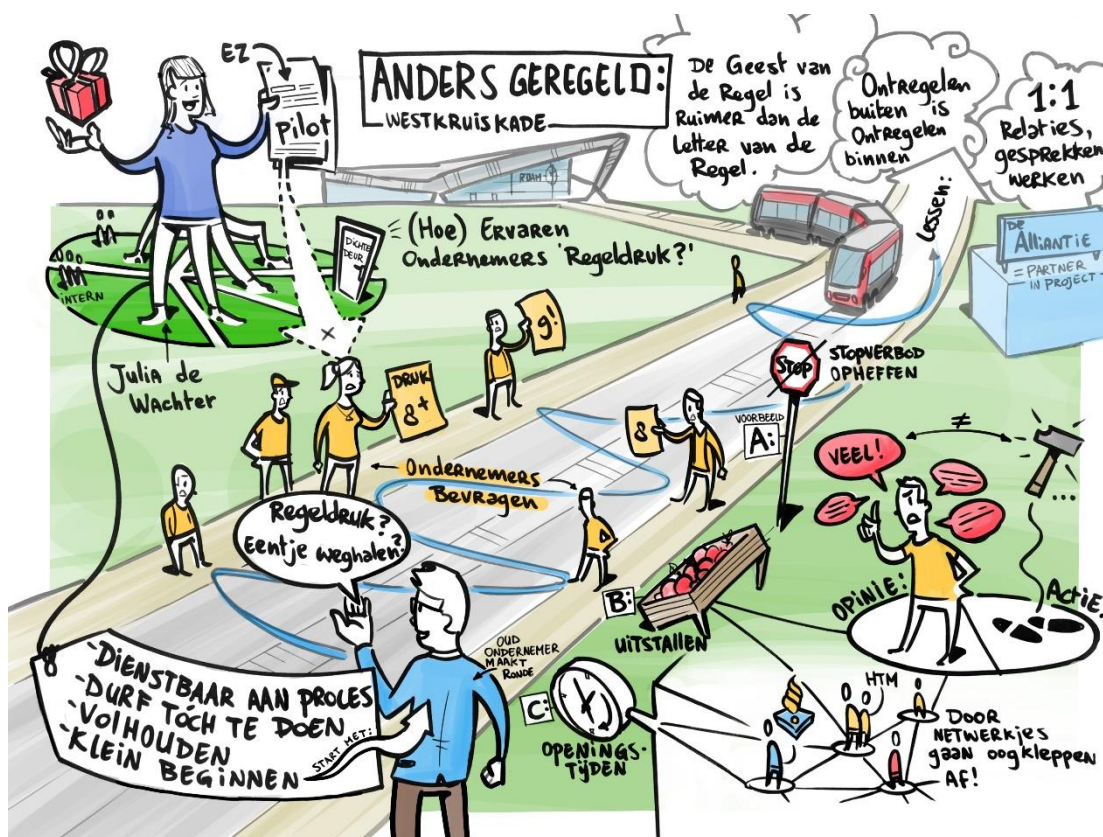 EZ
Pilot
ANDERS GEREGELD:
WESTKRUISKADE
De Geest van
de Regel is
Ruimer dan de
Letter van de
Regel.
Ontregelen
buiten is
Ontregelen
binnen
1:1
Relaties,
gesprekken
werken
R'DAM
Lessen:
DE
Alliantie
= PARTNER
IN PROJECT
DICHTE
DEUR
(Hoe) Ervaren
Ondernemers 'Regeldruk?'
INTERN
Julia de
Wachter
DRUK
8+
9!
8
STOP
STOPVERBOD
OPHEFFEN
VOORBEELD
A:
VEEL!
≠
...
Ondernemers
Bevragen
Regeldruk?
Eentje weghalen?
B:
UITSTALLEN
OPINIE:
ACTIE!
OUD
ONDERNEMER
MAAKT
RONDE
- DIENSTBAAR AAN PROLES
- DURF TÓCH TE DOEN
- VOLHOUDEN
- KLEIN BEGINNEN
START MET:
C:
OPENINGS-
TIJDEN
HTM
DOOR
NETWERKJES
GAAN OOGKLEPPEN
AF!